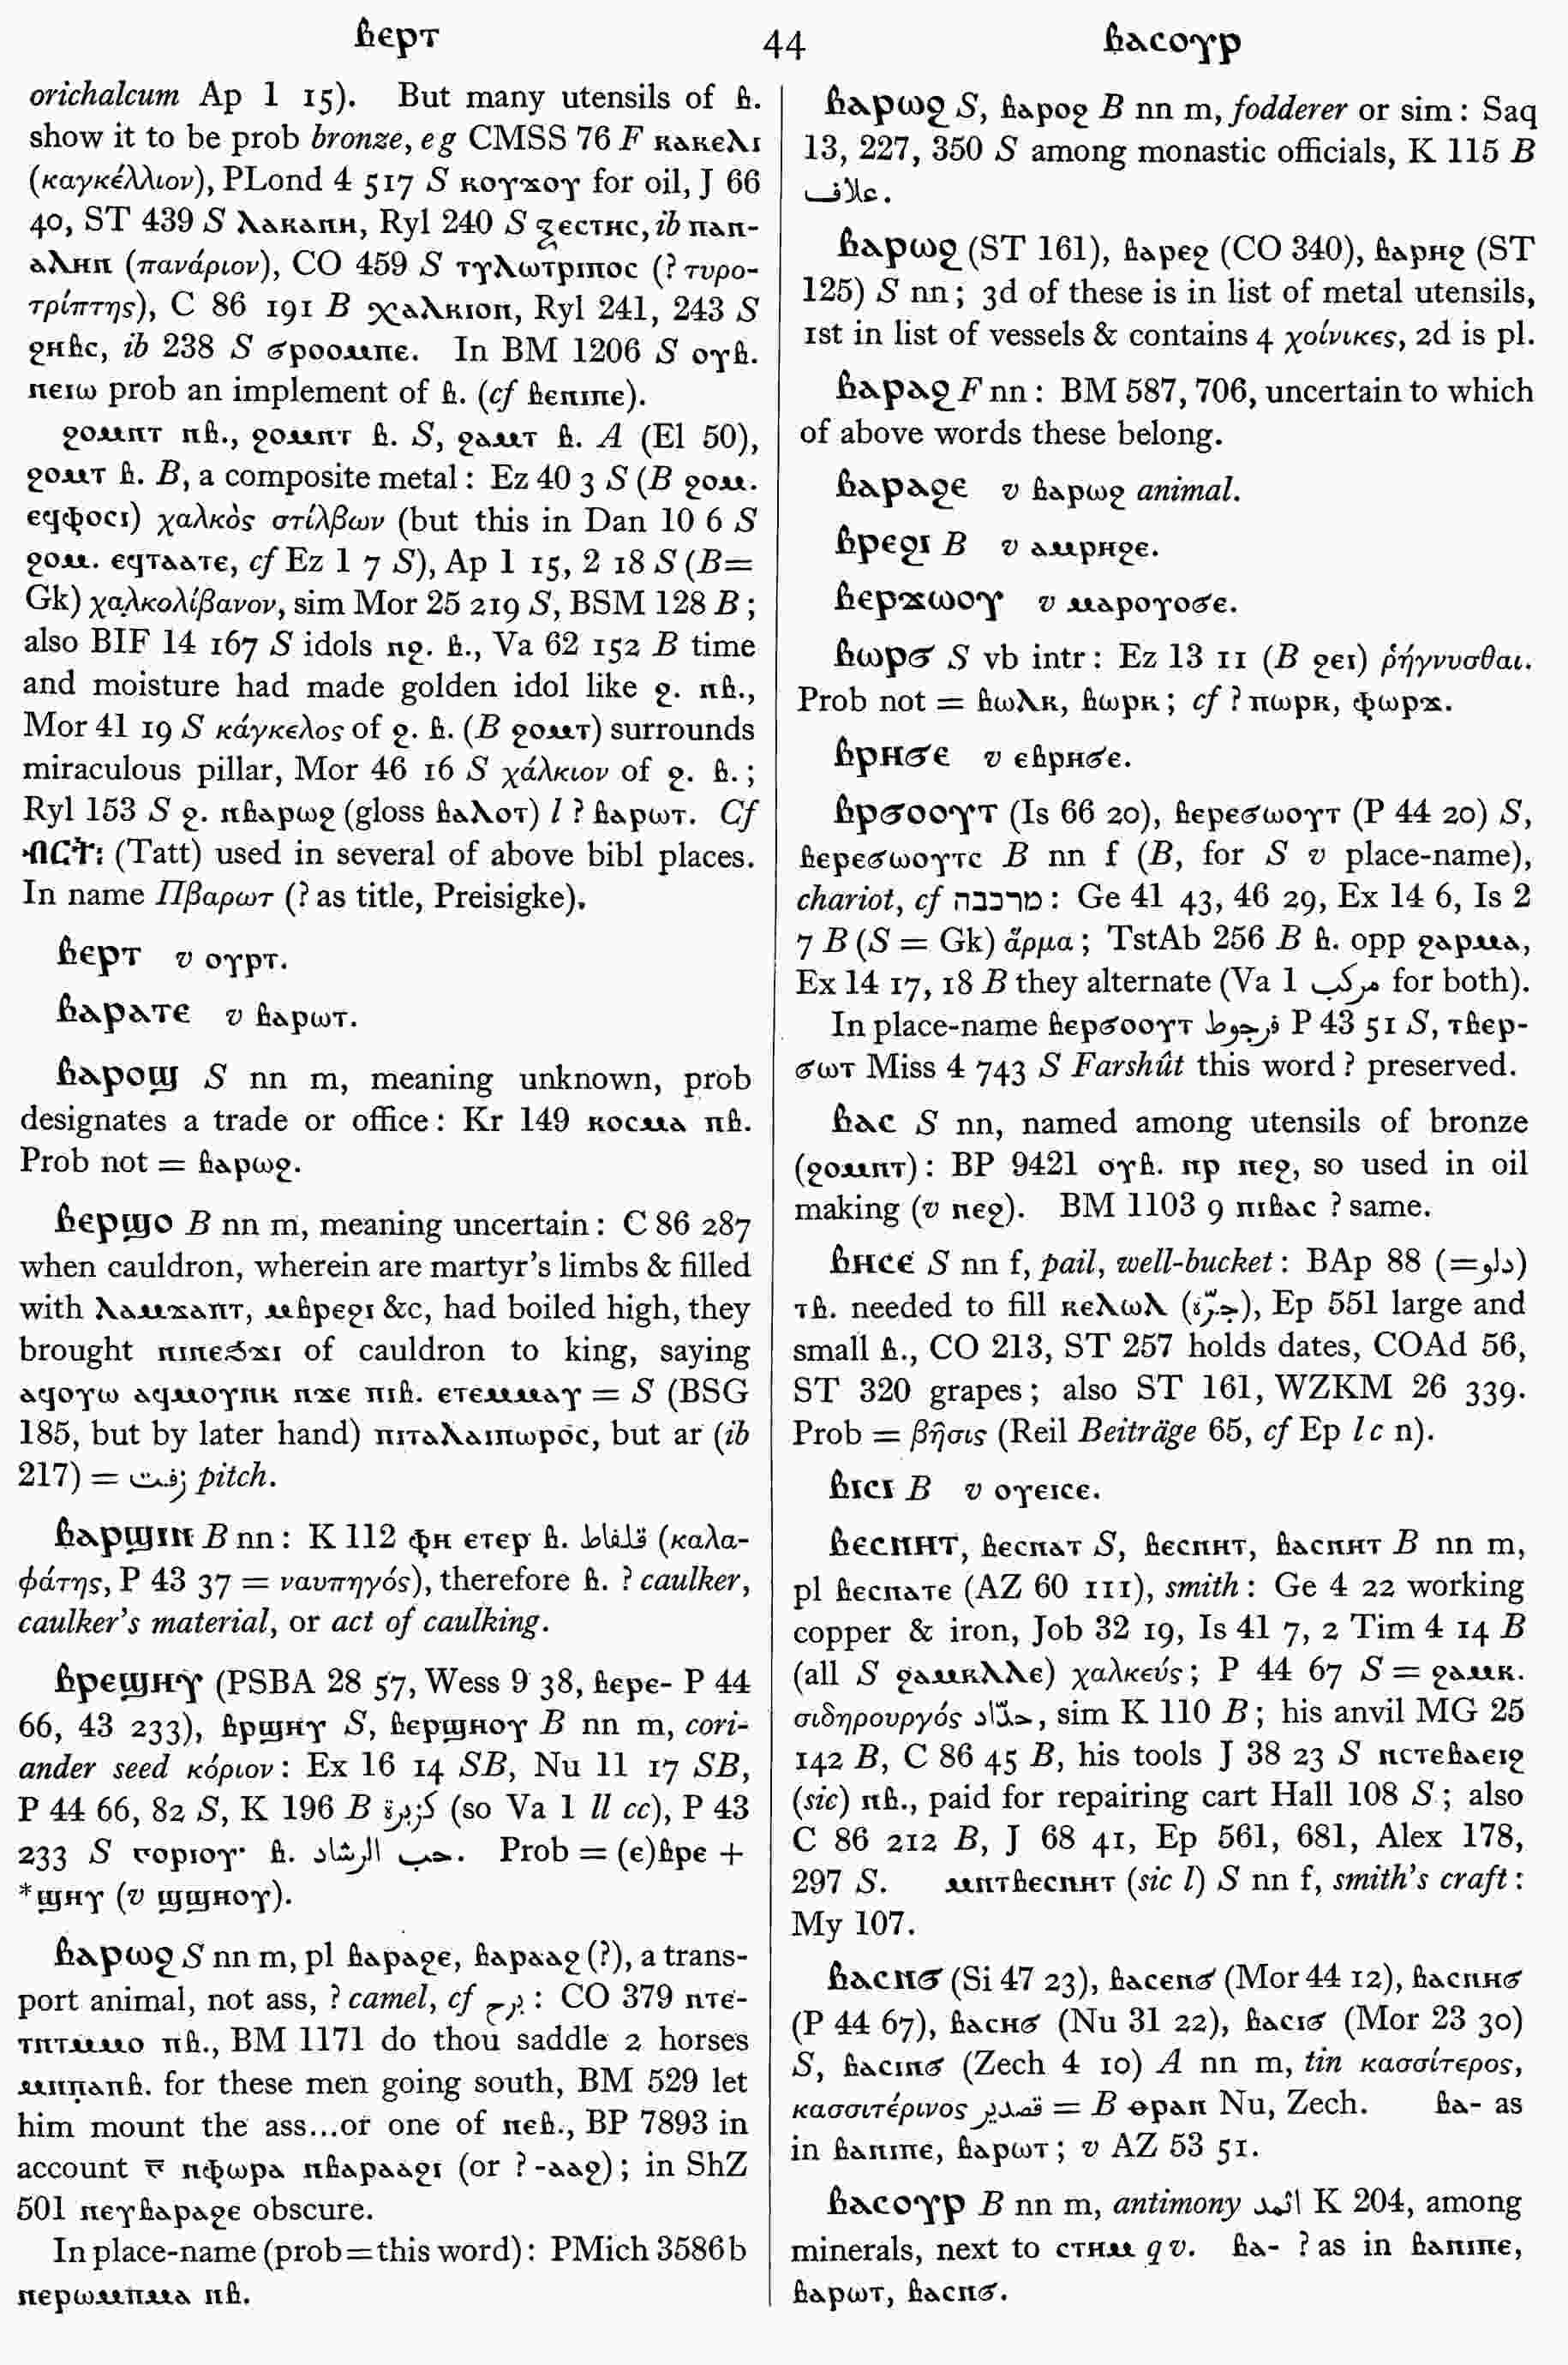 ⲃⲉⲣⲧ 44 ⲃⲁⲥⲟⲩⲣ
orichalcum Ap 1 15). But many utensils of ⲃ.
show it to be prob bronze, eg CMSS 76 F ⲕⲁⲕⲉⲗⲓ
(καγκέλλιον), PLond 4 517 S ⲕⲟⲩϫⲟⲩ for oil, J 66
40, ST 439 S ⲗⲁⲕⲁⲛⲏ, Ryl 240 S ⲝⲉⲥⲧⲏⲥ, ib ⲡⲁⲛ-
ⲁⲗⲏⲛ (πανάριον), CO 459 S ⲧⲩⲗⲱⲧⲣⲓⲡⲟⲥ (? τυρο-
τρίπτης), C 86 191 B ⲭⲁⲗⲕⲓⲟⲛ, Ryl 241, 243 S
ϩⲏⲃⲥ, ib 238 S ϭⲣⲟⲟⲙⲡⲉ. In BM 1206 S ⲟⲩⲃ.
ⲛⲉⲓⲱ prob an implement of ⲃ. (cf ⲃⲉⲛⲓⲡⲉ).
ϩⲟⲙⲛⲧ ⲛⲃ., ϩⲟⲙⲛⲧ ⲃ. S, ϩⲁⲙⲧ ⲃ. A (El 50),
ϩⲟⲙⲧ ⲃ. B, a composite metal: Ez 40 3 S (B ϩⲟⲙ.
ⲉϥⲫⲟⲥⲓ) χαλκὸς στίλβων (but this in Dan 10 6 S
ϩⲟⲙ. ⲉϥⲧⲁⲁⲧⲉ, cf Ez 1 7 S), Ap 1 15, 2 18 S (B=
Gk) χαλκολίβανον, sim Mor 25 219 S, BSM 128 B;
also BIF 14 167 S idols ⲛϩ. ⲃ., Va 62 152 B time
and moisture had made golden idol like ϩ. ⲛⲃ.,
Mor 41 19 S κάγκελος of ϩ. ⲃ. (B ϩⲟⲙⲧ) surrounds
miraculous pillar, Mor 46 16 S χάλκιον of ϩ. ⲃ.;
Ryl 153 S ϩ. ⲛⲃⲁⲣⲱϩ (gloss ⲃⲁⲗⲟⲧ) l ? ⲃⲁⲣⲱⲧ. Cf
ብርት፡ (Tatt) used in several of above bibl places.
In name Πβαρωτ (? as title, Preisigke).
ⲃⲉⲣⲧ v ⲟⲩⲣⲧ.
ⲃⲁⲣⲁⲧⲉ v ⲃⲁⲣⲱⲧ.
ⲃⲁⲣⲟϣ S nn m, meaning unknown, prob
designates a trade or office: Kr 149 ⲕⲟⲥⲙⲁ ⲡⲃ.
Prob not = ⲃⲁⲣⲱϩ.
ⲃⲉⲣϣⲟ B nn m, meaning uncertain: C 86 287
when cauldron, wherein are martyr's limbs & filled
with ⲗⲁⲙϫⲁⲡⲧ, ⲙⲃⲣⲉϩⲓ &c, had boiled high, they
brought ⲡⲓⲛⲉϩϫⲓ of cauldron to king, saying
ⲁϥⲟⲩⲱ ⲁϥⲙⲟⲩⲛⲕ ⲛϫⲉ ⲡⲓⲃ. ⲉⲧⲉⲙⲙⲁⲩ = S (BSG
185, but by later hand) ⲡⲓⲧⲁⲗⲁⲓⲡⲱⲣⲟⲥ, but ar (ib
217) = زفت pitch.
ⲃⲁⲣϣⲓⲛ B nn: K 112 ⲫⲏ ⲉⲧⲉⲣ ⲃ. قلفاط (καλα-
φάτης, P 43 37 = ναυπηγός), therefore ⲃ. ? caulker,
caulker's material, or act of caulking.
ⲃⲣⲉϣⲏⲩ (PSBA 28 57, Wess 9 38, ⲃⲉⲣⲉ- P 44
66, 43 233), ⲃⲣϣⲏⲩ S, ⲃⲉⲣϣⲏⲟⲩ B nn m, cori-
ander seed κόριον: Ex 16 14 SB, Nu 11 17 SB,
P 44 66, 82 S, K 196 B كزبرة (so Va 1 ll cc), P 43
233 S ⲅⲟⲣⲓⲟⲩ· ⲃ. حب الرشاد. Prob = (ⲉ)ⲃⲣⲉ +
*ϣⲏⲩ (v ϣϣⲏⲟⲩ).
ⲃⲁⲣⲱϩ S nn m, pl ⲃⲁⲣⲁϩⲉ, ⲃⲁⲣⲁⲁϩ (?), a trans-
port animal, not ass, ? camel, cf : CO 379 ⲛⲧⲉ-
ⲧⲛⲧⲙⲙⲟ ⲡⲃ., BM 1171 do thou saddle 2 horses
ⲙⲛⲡⲁⲡⲃ. for these men going south, BM 529 let
him mount the ass...or one of ⲛⲉⲃ., BP 7893 in
account ⲛⲫⲱⲣⲁ ⲛⲃⲁⲣⲁⲁϩⲓ (or ? -ⲁⲁϩ); in ShZ
501 ⲛⲉⲩⲃⲁⲣⲁϩⲉ obscure.
In place-name (prob=this word): PMich 3586b
ⲡⲉⲣⲱⲙⲡⲙⲁ ⲛⲃ.
ⲃⲁⲣⲱϩ S, ⲃⲁⲣⲟϩ B nn m, fodderer or sim: Saq
13, 227, 350 S among monastic officials, K 115 B
علاف.
ⲃⲁⲣⲱϩ (ST 161), ⲃⲁⲣⲉϩ (CO 340), ⲃⲁⲣⲏϩ (ST
125) S nn; 3d of these is in list of metal utensils,
1st in list of vessels & contains 4 χοίνικες, 2d is pl.
ⲃⲁⲣⲁϩ F nn: BM 587, 706, uncertain to which
of above words these belong.
ⲃⲁⲣⲁϩⲉ v ⲃⲁⲣⲱϩ animal.
ⲃⲣⲉϩⲓ B v ⲁⲙⲣⲏϩⲉ.
ⲃⲉⲣϫⲱⲟⲩ v ⲙⲁⲣⲟⲩⲟϭⲉ.
ⲃⲱⲣϭ S vb intr: Ez 13 11 (B ϩⲉⲓ) ῥήγνυσθαι.
Prob not = ⲃⲱⲗⲕ, ⲃⲱⲣⲕ; cf ? ⲡⲱⲣⲕ, ⲫⲱⲣϫ.
ⲃⲣⲏϭⲉ v ⲉⲃⲣⲏϭⲉ.
ⲃⲣϭⲟⲟⲩⲧ (Is 66 20), ⲃⲉⲣⲉϭⲱⲟⲩⲧ (P 44 20) S,
ⲃⲉⲣⲉϭⲱⲟⲩⲧⲥ B nn f (B, for S v place-name),
chariot, cf מרכבה: Ge 41 43, 46 29, Ex 14 6, Is 2
7 B (S = Gk) ἅρμα; TstAb 256 B ⲃ. opp ϩⲁⲣⲙⲁ,
Ex 14 17, 18 B they alternate (Va 1 مركب for both).
In place-name ⲃⲉⲣϭⲟⲟⲩⲧ فرجوط P 43 51 S, ⲧⲃⲉⲣ-
ϭⲱⲧ Miss 4 743 S Farshût this word ? preserved.
ⲃⲁⲥ S nn, named among utensils of bronze
(ϩⲟⲙⲛⲧ): BP 9421 ⲟⲩⲃ. ⲛⲣ ⲛⲉϩ, so used in oil
making (v ⲛⲉϩ). BM 1103 9 ⲡⲓⲃⲁⲥ ? same.
ⲃⲏⲥⲉ S nn f, pail, well-bucket: BAp 88 (=دلو)
ⲧⲃ. needed to fill ⲕⲉⲗⲱⲗ (جرّة), Ep 551 large and
small ⲃ., CO 213, ST 257 holds dates, COAd 56,
ST 320 grapes; also ST 161, WZKM 26 339.
Prob = βῆσις (Reil Beiträge 65, cf Ep l c n).
ⲃⲓⲥⲓ B v ⲟⲩⲉⲓⲥⲉ.
ⲃⲉⲥⲛⲏⲧ, ⲃⲉⲥⲛⲁⲧ S, ⲃⲉⲥⲛⲏⲧ, ⲃⲁⲥⲛⲏⲧ B nn m,
pl ⲃⲉⲥⲛⲁⲧⲉ (AZ 60 111), smith: Ge 4 22 working
copper & iron, Job 32 19, Is 41 7, 2 Tim 4 14 B
(all S ϩⲁⲙⲕⲗⲗⲉ) χαλκεύς; P 44 67 S = ϩⲁⲙⲕ.
σιδηρουργός حدّاد, sim K 110 B; his anvil MG 25
142 B, C 86 45 B, his tools J 38 23 S ⲛⲥⲧⲉⲃⲁⲉⲓϩ
(sic) ⲛⲃ., paid for repairing cart Hall 108 S; also
C 86 212 B, J 68 41, Ep 561, 681, Alex 178,
297 S. ⲙⲛⲧⲃⲉⲥⲛⲏⲧ (sic l) S nn f, smith's craft:
My 107.
ⲃⲁⲥⲛϭ (Si 47 23), ⲃⲁⲥⲉⲛϭ (Mor 44 12), ⲃⲁⲥⲛⲏϭ
(P 44 67), ⲃⲁⲥⲏϭ (Nu 31 22), ⲃⲁⲥⲓϭ (Mor 23 30)
S, ⲃⲁⲥⲓⲛϭ (Zech 4 10) A nn m, tin κασσίτερος,
κασσιτέρινος قصدير = B ⲑⲣⲁⲛ Nu, Zech. ⲃⲁ- as
in ⲃⲁⲛⲓⲡⲉ, ⲃⲁⲣⲱⲧ; v AZ 53 51.
ⲃⲁⲥⲟⲩⲣ B nn m, antimony اثمد K 204, among
minerals, next to ⲥⲧⲏⲙ q v. ⲃⲁ- ? as in ⲃⲁⲛⲓⲡⲉ,
ⲃⲁⲣⲱⲧ, ⲃⲁⲥⲛϭ.